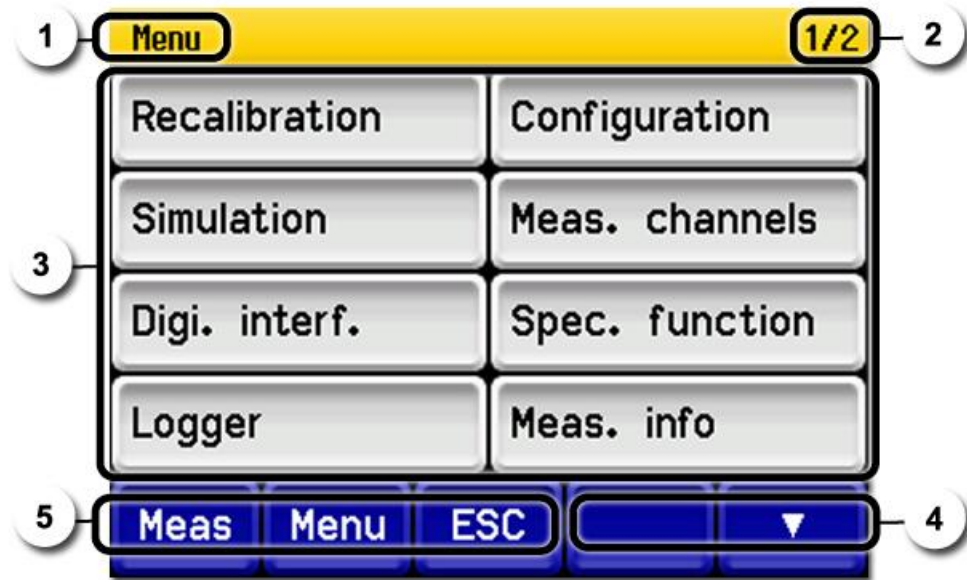 1 Menu 1/2 2
Recalibration Configuration
Simulation Meas. channels
3
Digi. interf. Spec. function
Logger Meas. info
5 Meas Menu ESC ▼ 4